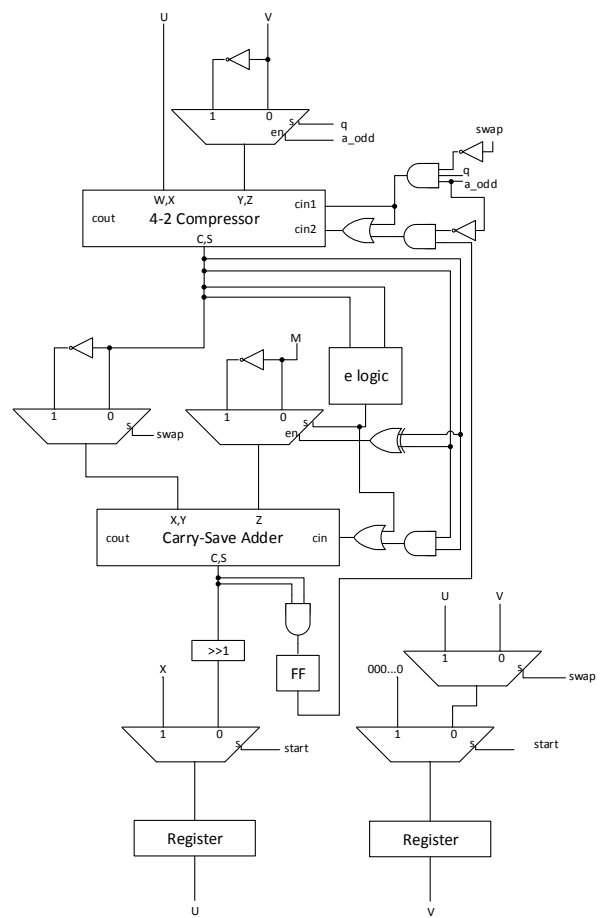 U
V
1
0
s
en
q
a_odd
swap
q
a_odd
W,X
Y,Z
cin1
cout
4-2 Compressor
cin2
C,S
M
e logic
1
0
s
swap
1
0
s
en
X,Y
Z
cout
Carry-Save Adder
cin
C,S
U
V
>>1
1
0
s
swap
FF
X
000...0
1
0
s
start
1
0
s
start
Register
Register
U
V